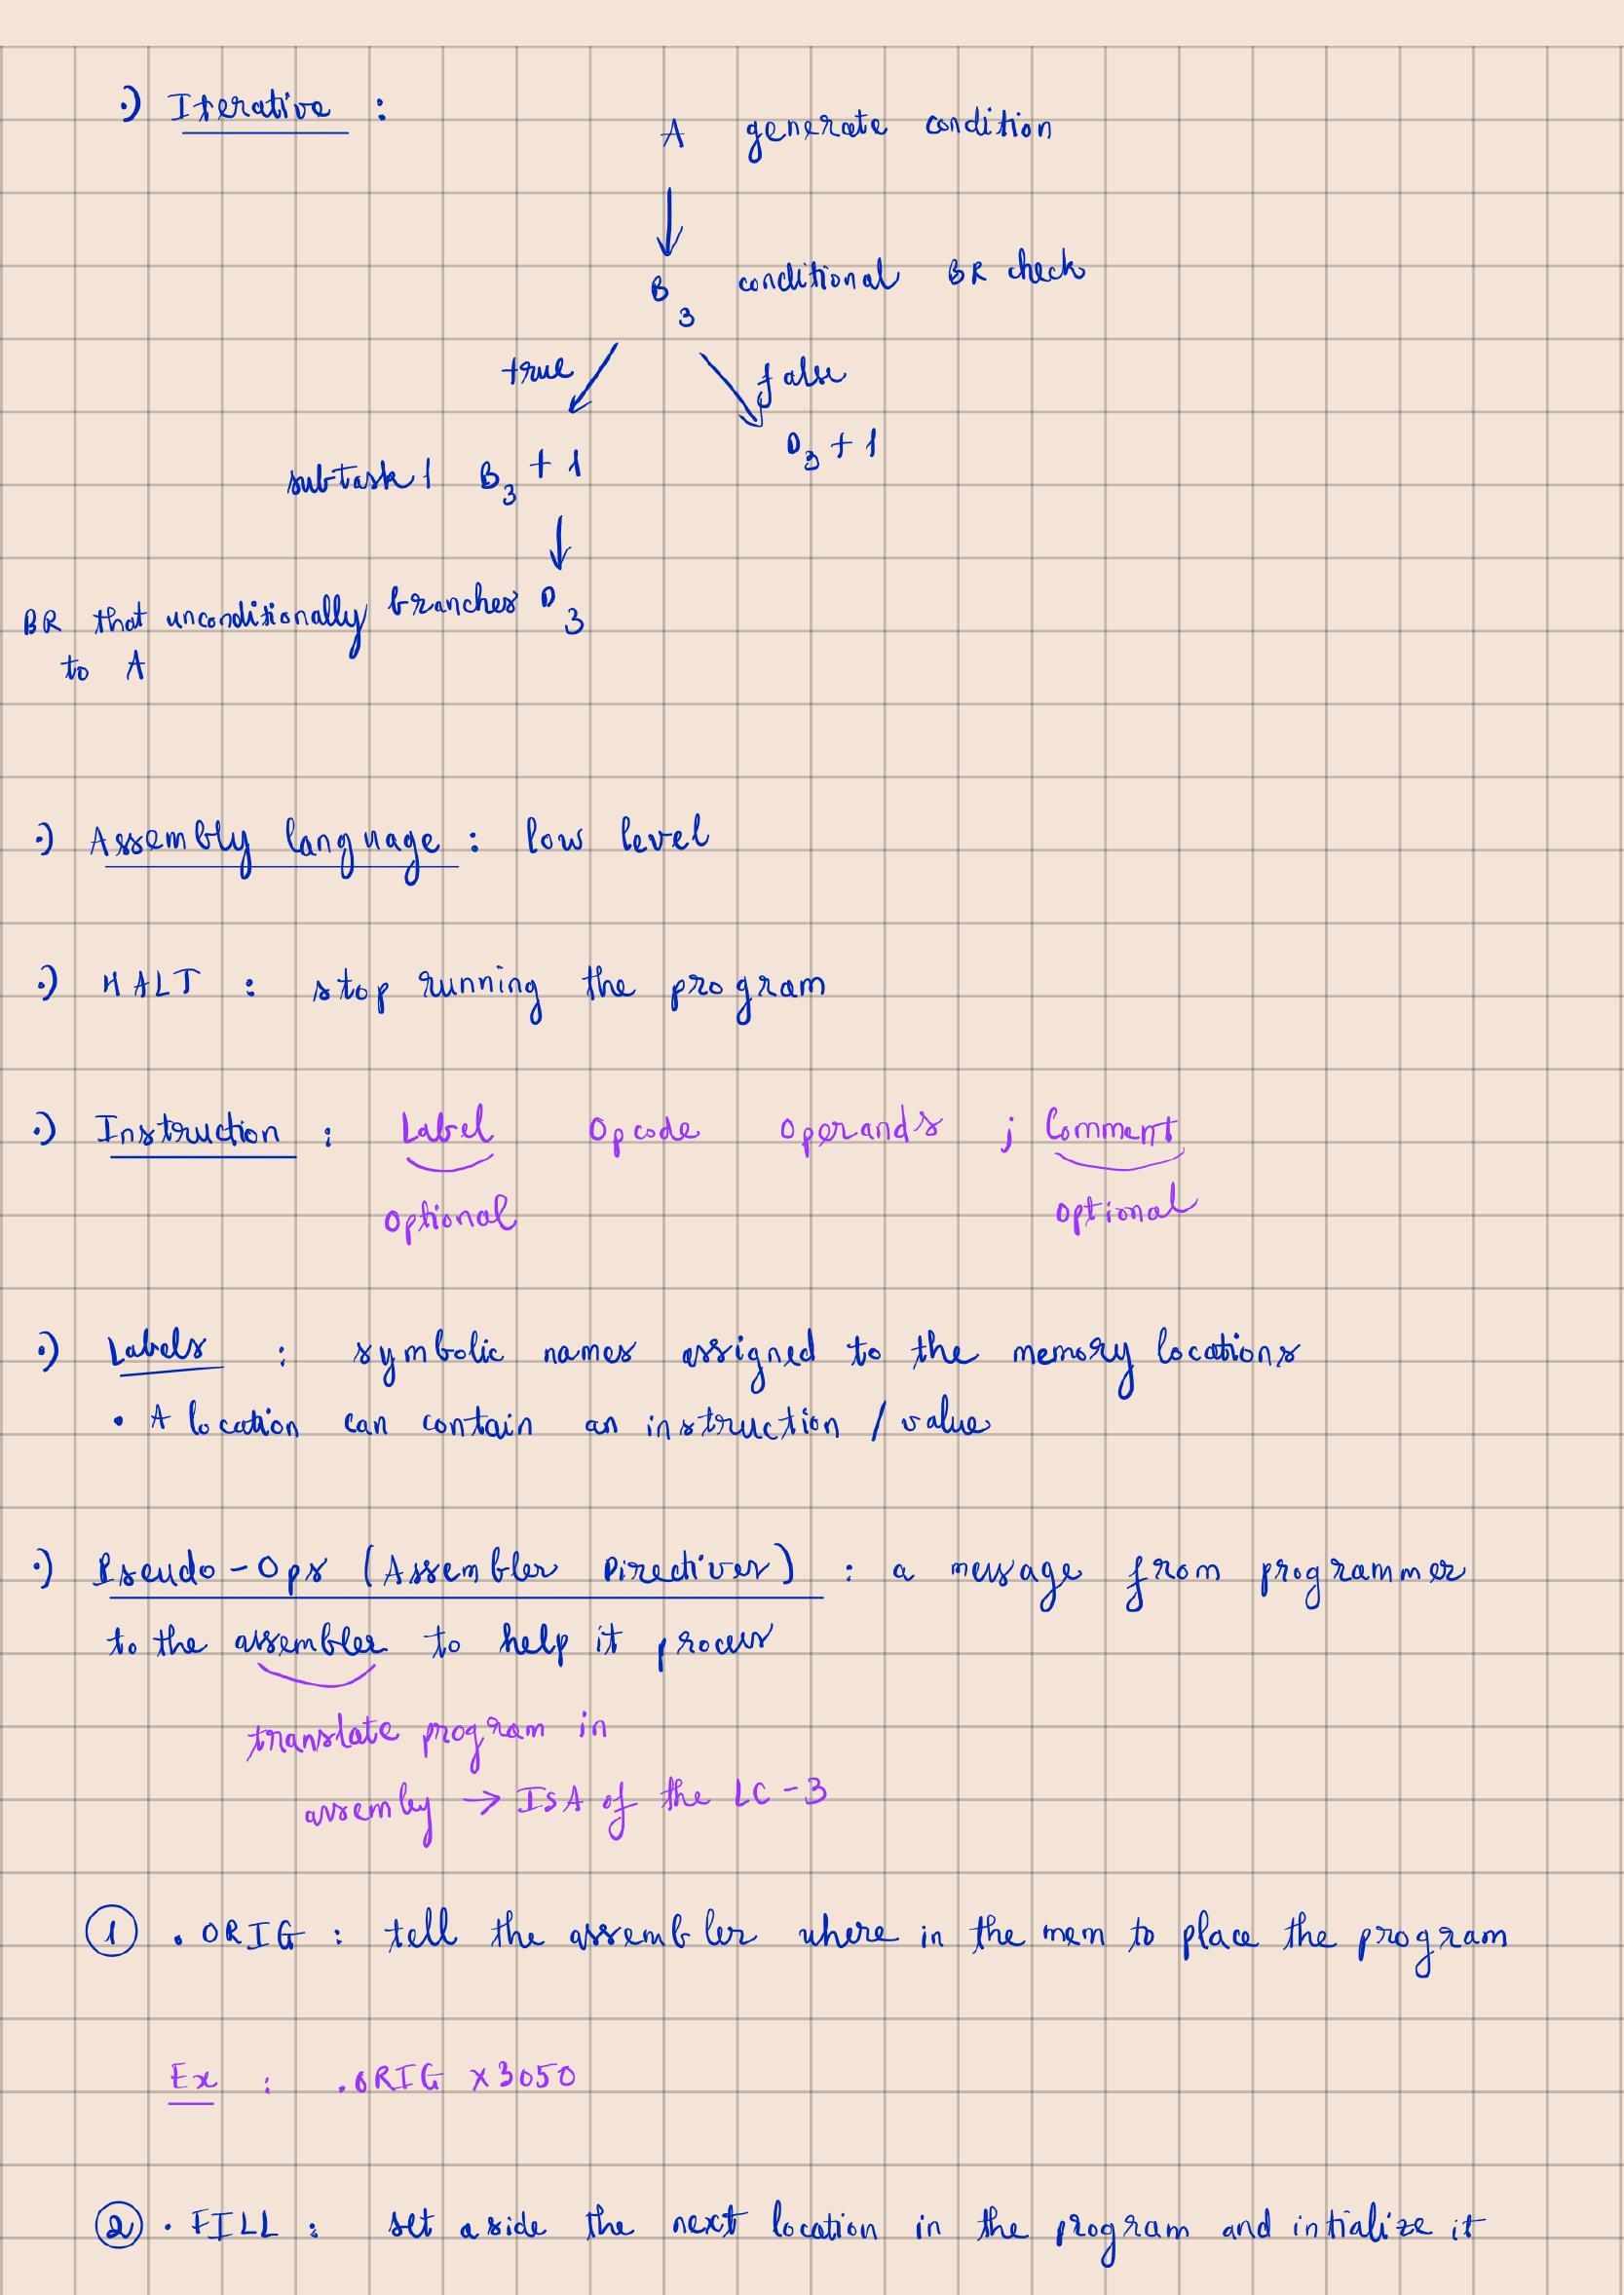 ·) Iterative :
A generate condition
B3 conditional BR check
true false
D3 + 1
subtask 1 B3 + 1
BR that unconditionally branches D3
to A
·) Assembly language : low level
·) HALT : stop running the program
·) Instruction : Label Opcode Operands ; Comment
optional optional
·) Labels : symbolic names assigned to the memory locations
• A location can contain an instruction / value
·) Pseudo-Ops (Assembler Directives) : a message from programmer
to the assembler to help it process
translate program in
assembly → ISA of the LC-3
① .ORIG : tell the assembler where in the mem to place the program
Ex : .ORIG x3050
② .FILL : set aside the next location in the program and intialize it